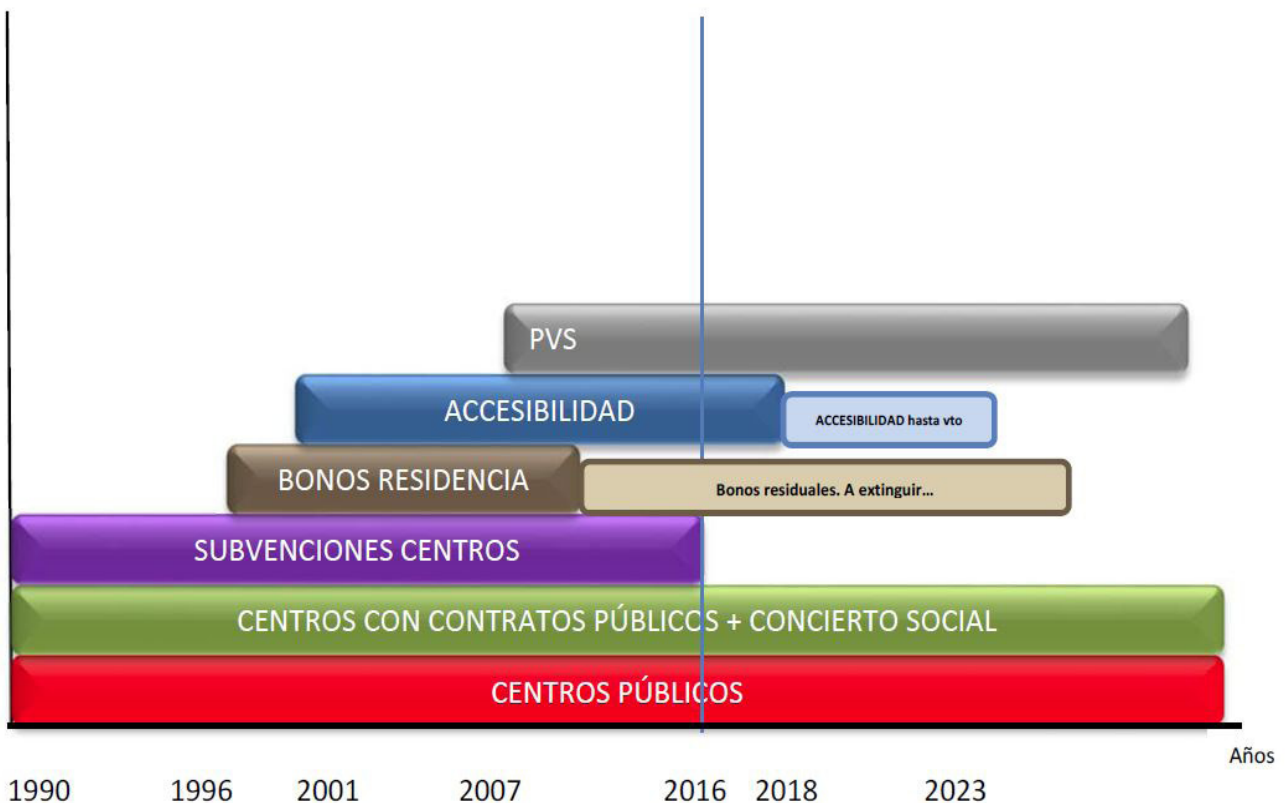 PVS
ACCESIBILIDAD
ACCESIBILIDAD hasta vto
BONOS RESIDENCIA
Bonos residuales. A extinguir...
SUBVENCIONES CENTROS
CENTROS CON CONTRATOS PÚBLICOS + CONCIERTO SOCIAL
CENTROS PÚBLICOS
Años
1990 1996 2001 2007 2016 2018 2023